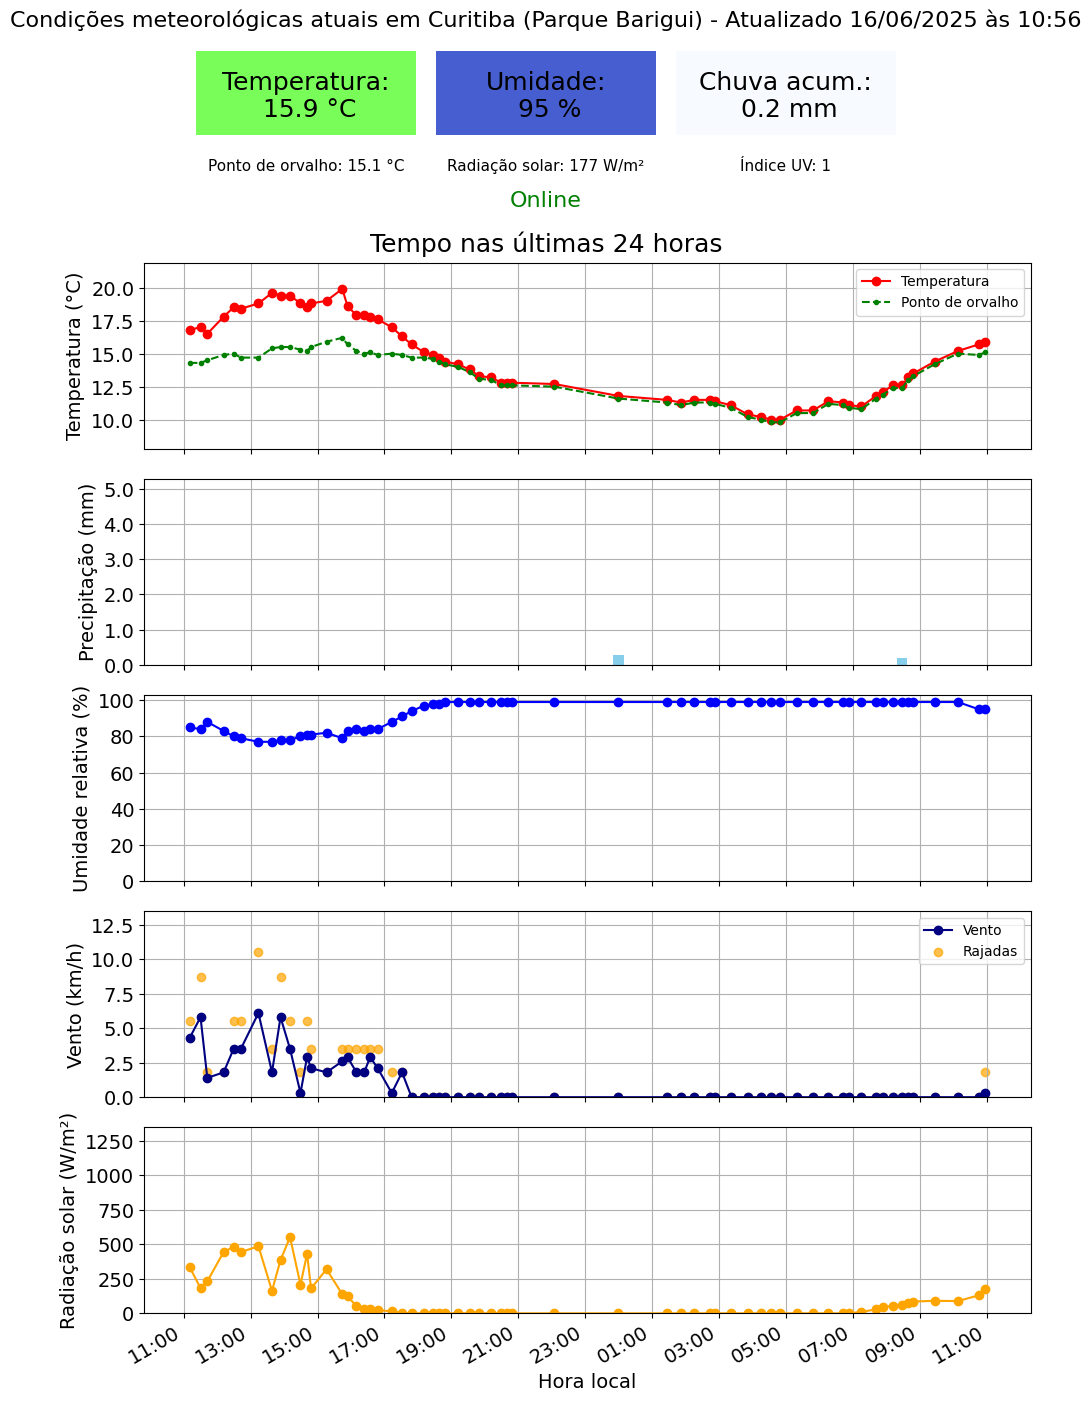 Condições meteorológicas atuais em Curitiba (Parque Barigui) - Atualizado 16/06/2025 às 10:56
Temperatura:
15.9 °C
Umidade:
95 %
Chuva acum.:
0.2 mm
Ponto de orvalho: 15.1 °C
Radiação solar: 177 W/m²
Índice UV: 1
Online
Tempo nas últimas 24 horas
Temperatura (°C)
20.0
17.5
15.0
12.5
10.0
Temperatura
Ponto de orvalho
Precipitação (mm)
5.0
4.0
3.0
2.0
1.0
0.0
Umidade relativa (%)
100
80
60
40
20
0
Vento (km/h)
12.5
10.0
7.5
5.0
2.5
0.0
Vento
Rajadas
Radiação solar (W/m²)
1250
1000
750
500
250
0
11:00
13:00
15:00
17:00
19:00
21:00
23:00
01:00
03:00
05:00
07:00
09:00
11:00
Hora local